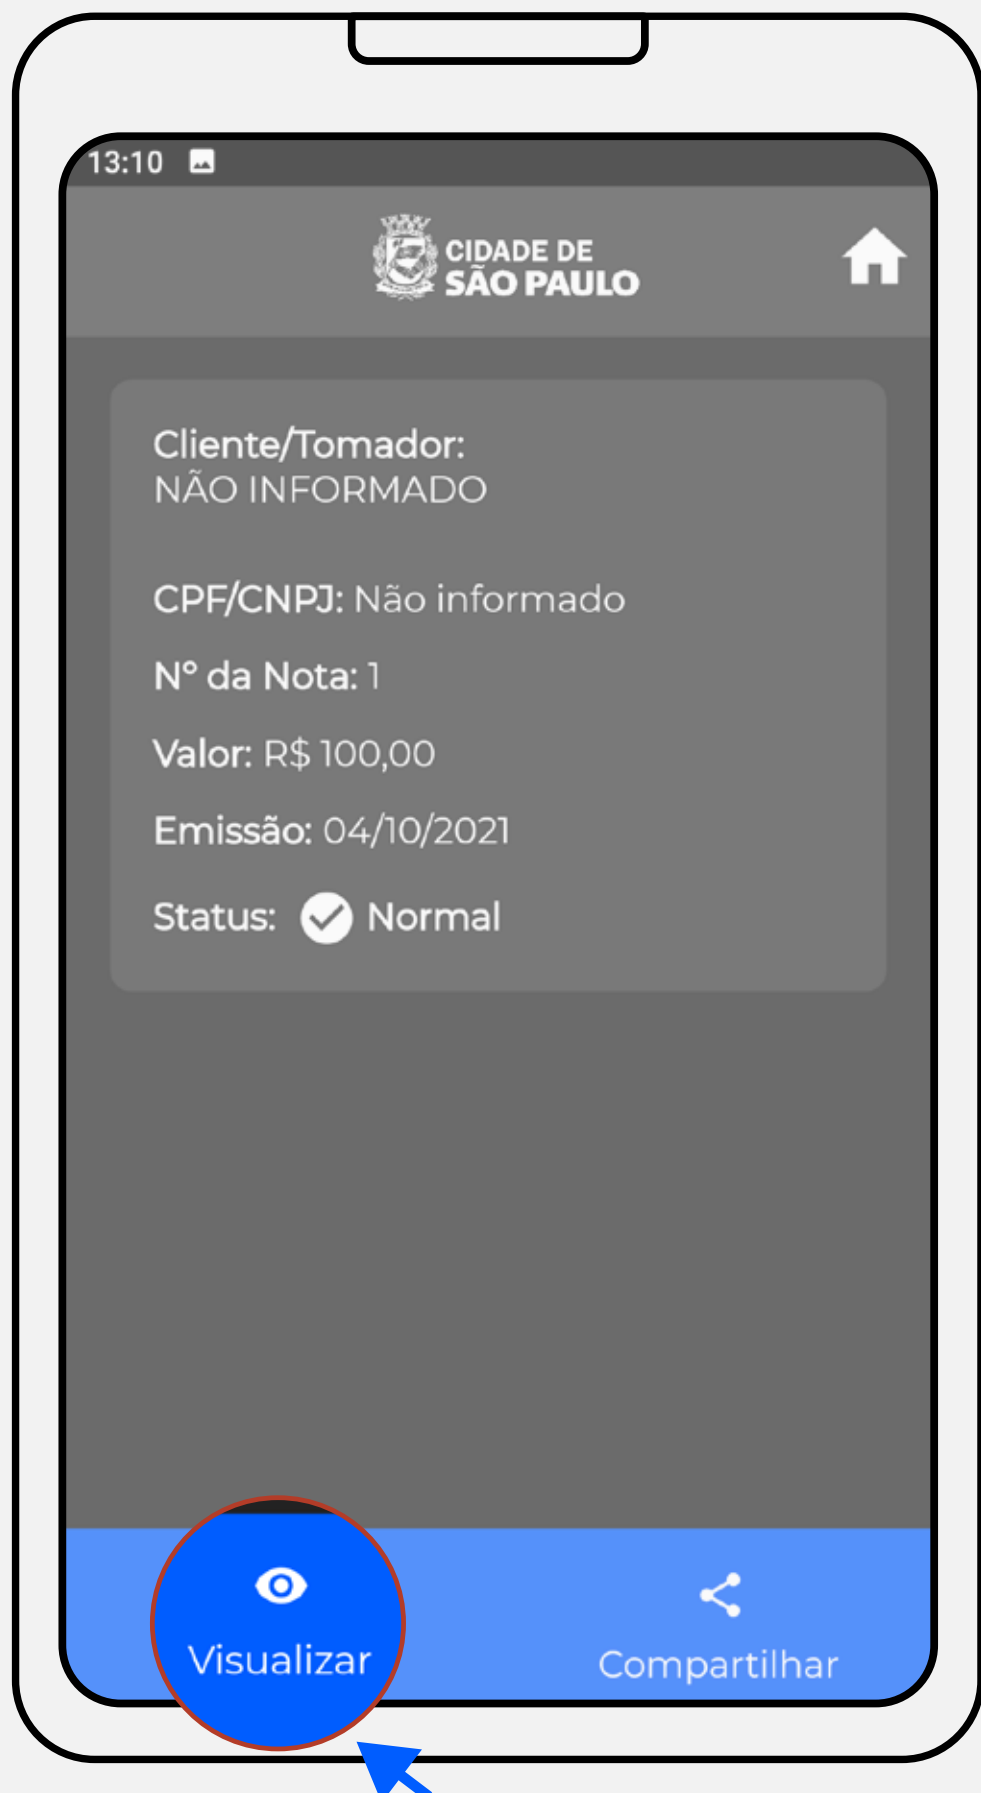 13:10
CIDADE DE
SÃO PAULO
Cliente/Tomador:
NÃO INFORMADO
CPF/CNPJ: Não informado
Nº da Nota: 1
Valor: R$ 100,00
Emissão: 04/10/2021
Status: Normal
Visualizar
Compartilhar